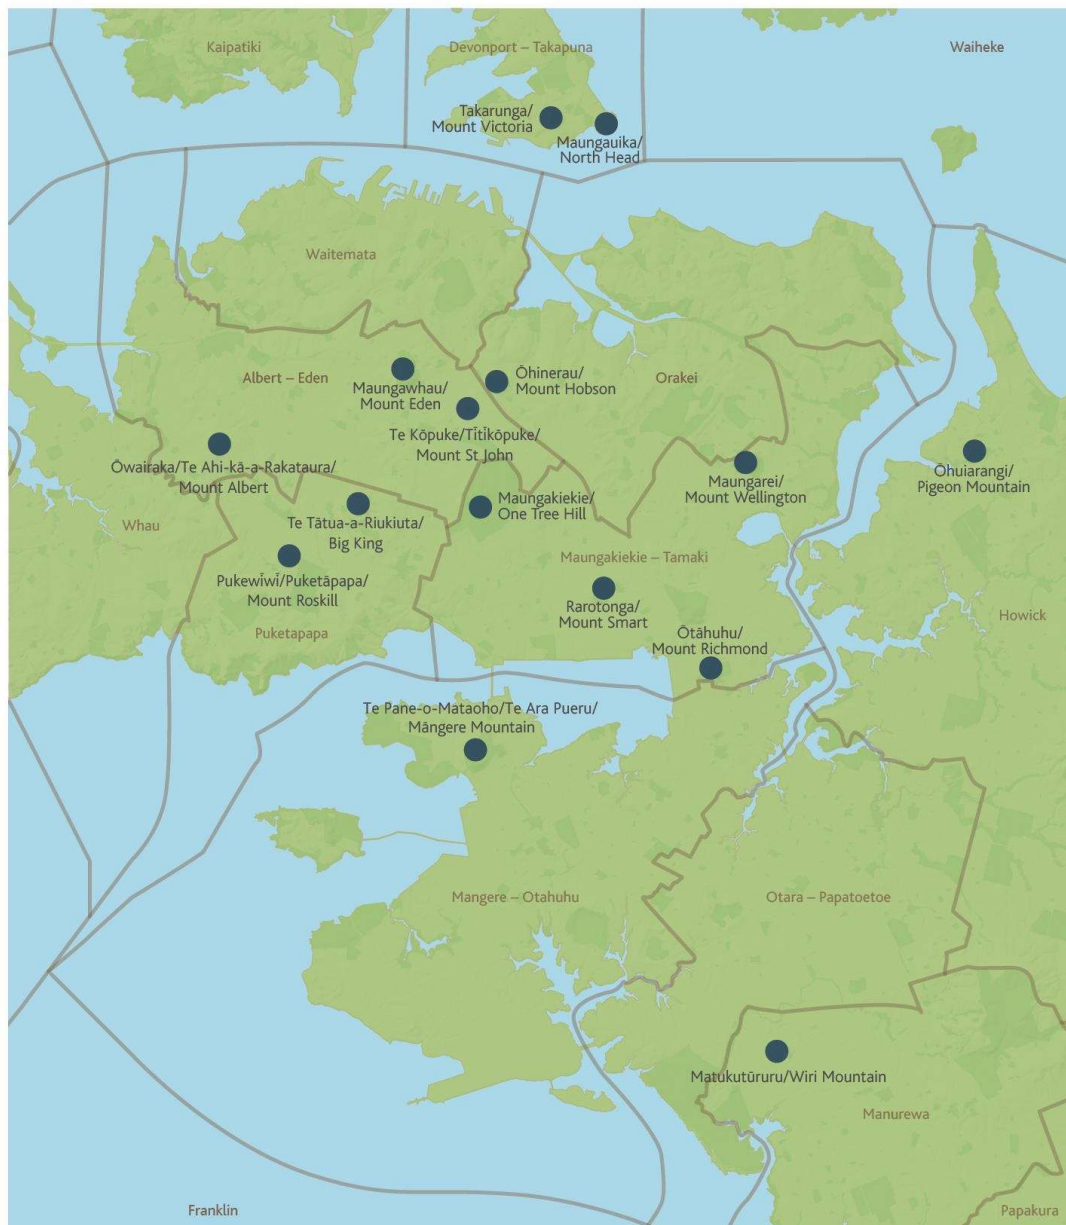 Kaipatiki
Devonport – Takapuna
Waiheke
Takarunga/
Mount Victoria
Maungauika/
North Head
Waitemata
Albert – Eden
Maungawhau/
Mount Eden
Ōhinerau/
Mount Hobson
Orakei
Te Kōpuke/Tītīkōpuke/
Mount St John
Ōwairaka/Te Ahi-kā-a-Rakataura/
Mount Albert
Maungarei/
Mount Wellington
Ōhuiarangi/
Pigeon Mountain
Whau
Te Tātua-a-Riukiuta/
Big King
Maungakiekie/
One Tree Hill
Maungakiekie – Tamaki
Pukewīwī/Puketāpapa/
Mount Roskill
Rarotonga/
Mount Smart
Howick
Puketapapa
Ōtāhuhu/
Mount Richmond
Te Pane-o-Mataoho/Te Ara Pueru/
Māngere Mountain
Mangere – Otahuhu
Otara – Papatoetoe
Matukutūruru/Wiri Mountain
Manurewa
Franklin
Papakura